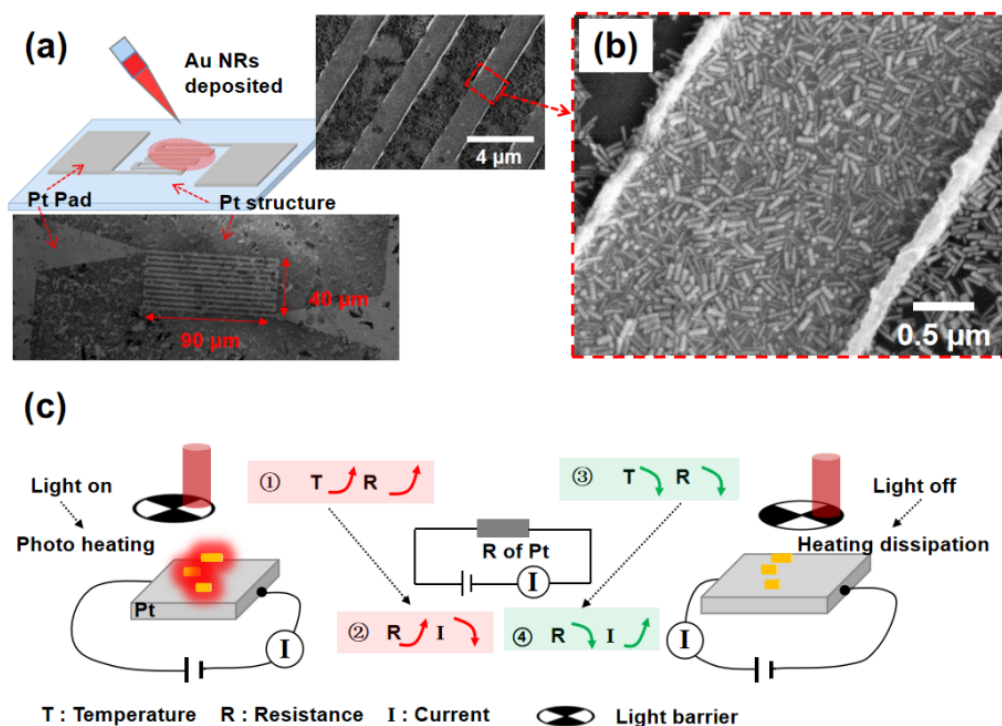 (a)
Au NRs
deposited
4 µm
Pt Pad
Pt structure
40 µm
90 µm
(b)
0.5 µm
(c)
Light on
Photo heating
Pt
I
① T R
② R I
R of Pt
I
③ T R
④ R I
Light off
Heating dissipation
I
T : Temperature R : Resistance I : Current Light barrier